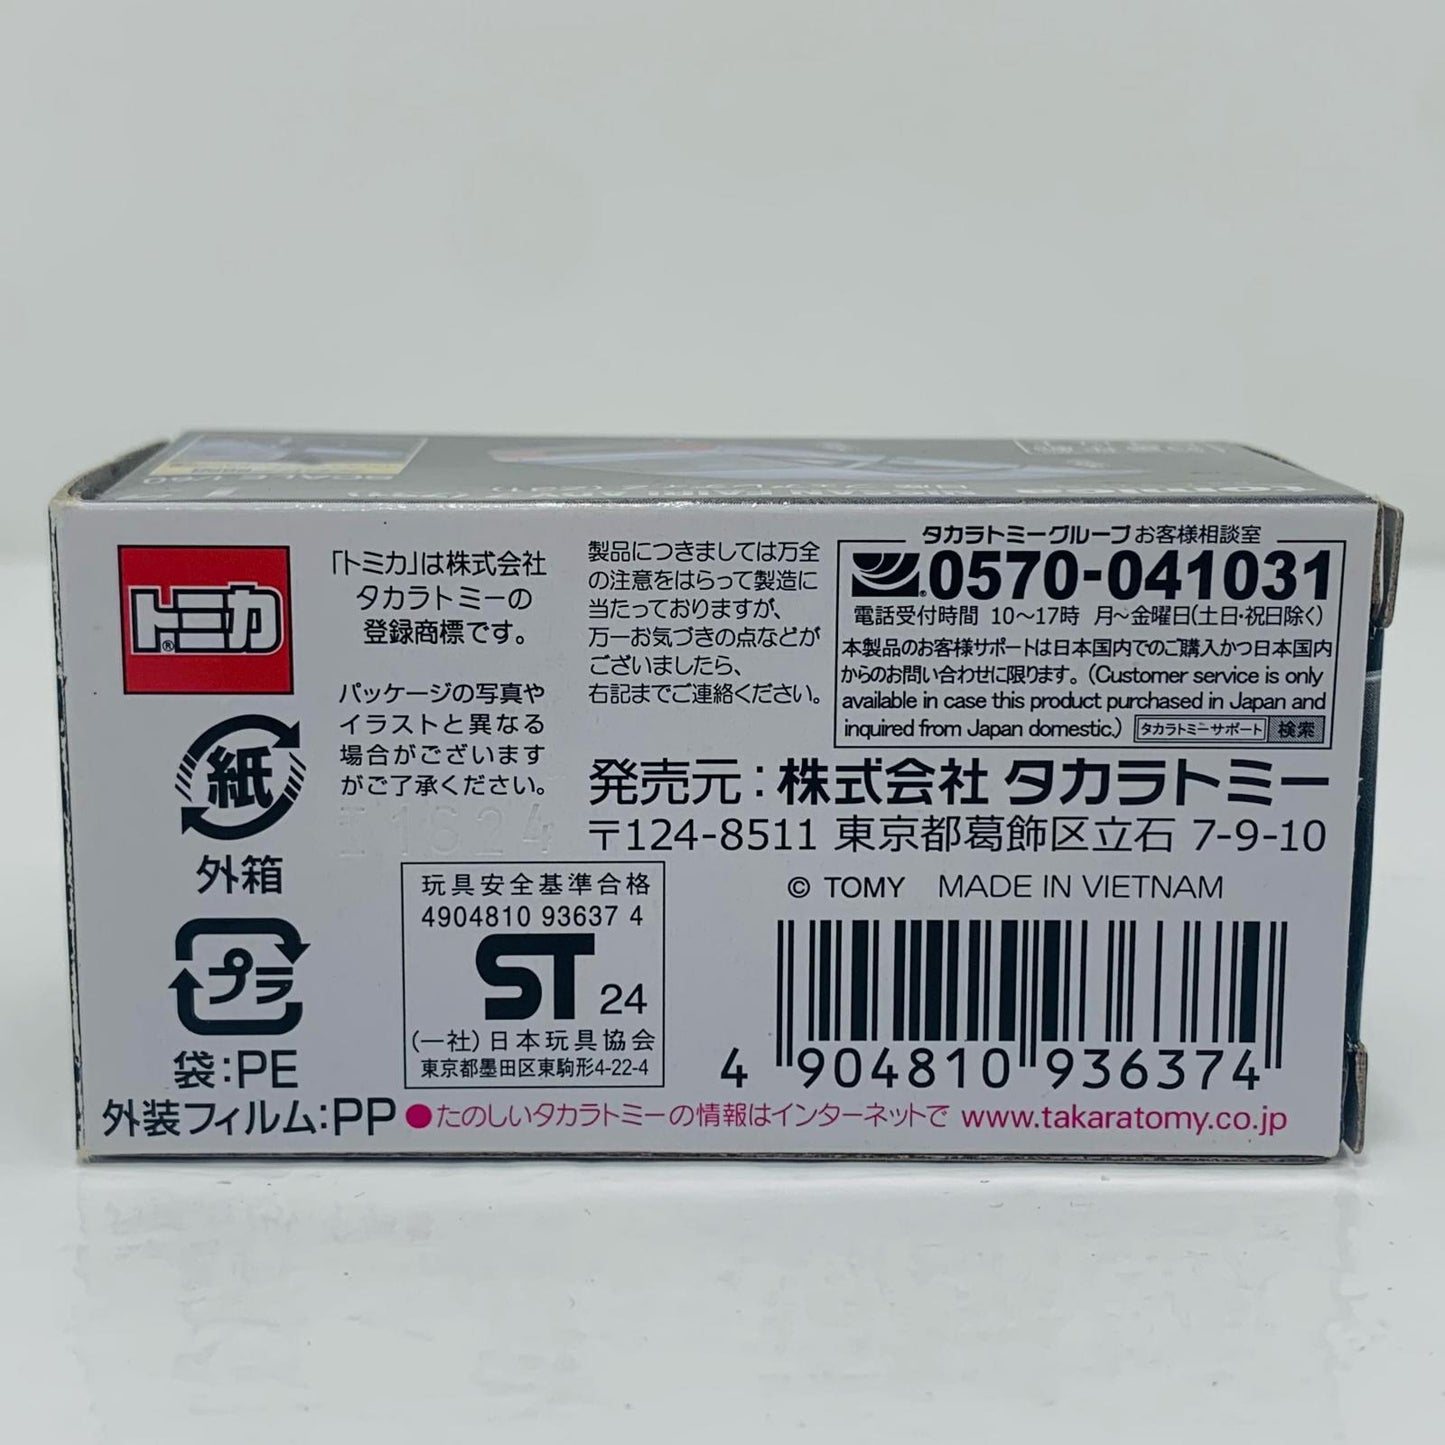 SCALE 1/60
tomica
トミカ®
「トミカ」は株式会社
タカラトミーの
登録商標です。
パッケージの写真や
イラストと異なる
場合がございます
がご了承ください。
製品につきましては万全
の注意をはらって製造に
当たっておりますが、
万一お気づきの点などが
ございましたら、
右記までご連絡ください。
タカラトミーグループ お客様相談室
0570-041031
電話受付時間 10〜17時 月〜金曜日(土日・祝日除く)
本製品のお客様サポートは日本国内でのご購入かつ日本国内
からのお問い合わせに限ります。(Customer service is only
available in case this product purchased in Japan and
inquired from Japan domestic.) タカラトミーサポート 検索
発売元:株式会社 タカラトミー
〒124-8511 東京都葛飾区立石 7-9-10
© TOMY MADE IN VIETNAM
紙
外箱
プラ
袋:PE
外装フィルム:PP
玩具安全基準合格
4904810 93637 4
ST 24
(一社)日本玩具協会
東京都墨田区東駒形4-22-4
4 904810 936374
●たのしいタカラトミーの情報はインターネットで www.takaratomy.co.jp